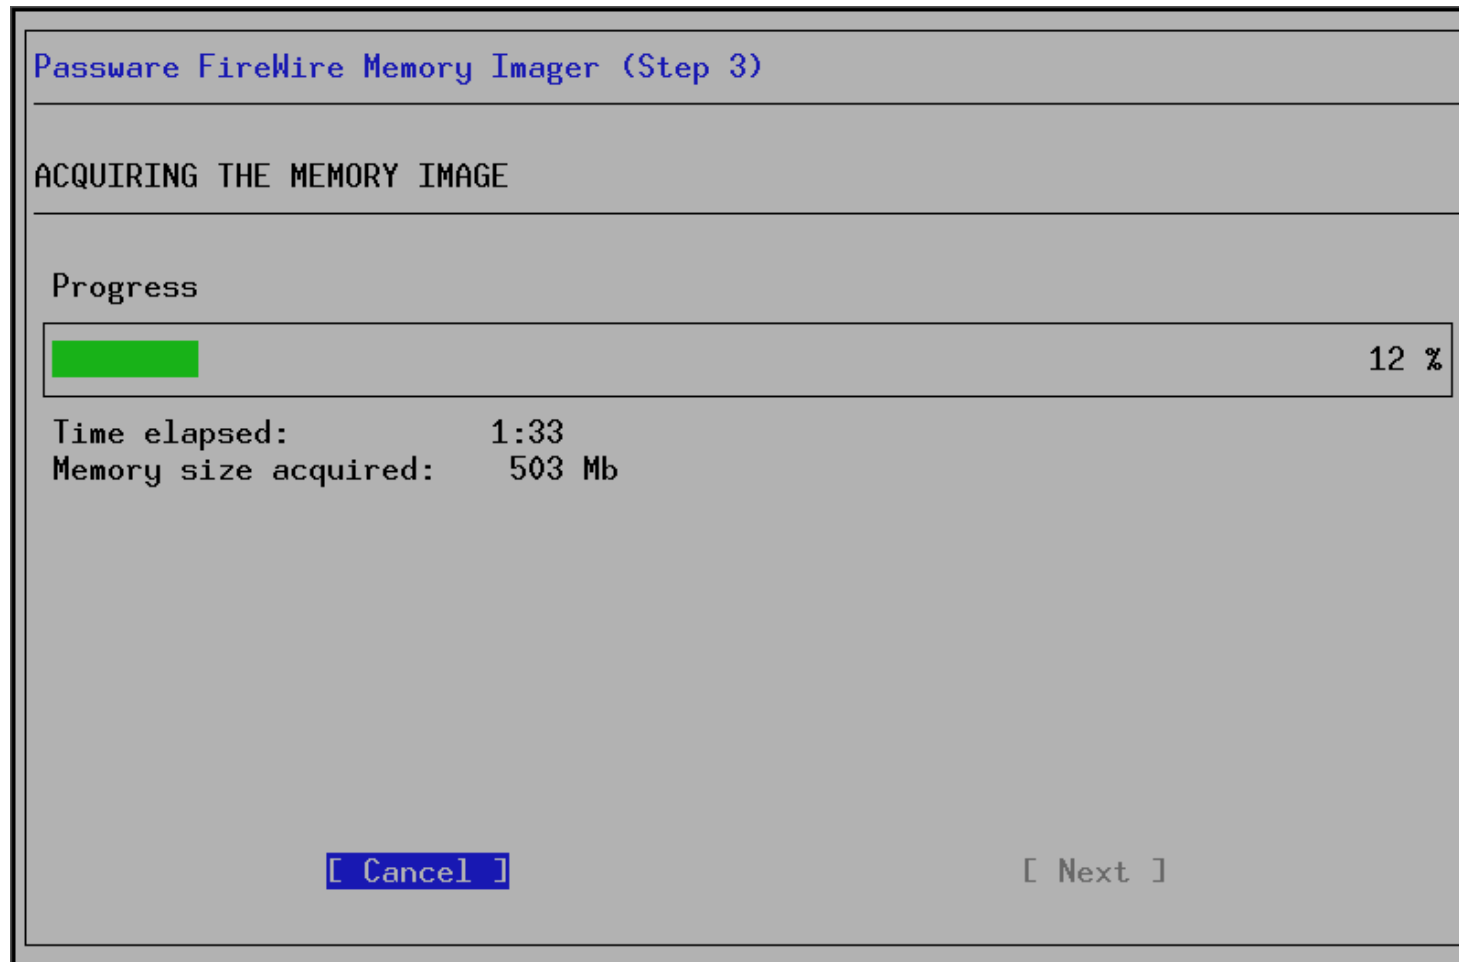 Passware FireWire Memory Imager (Step 3)
ACQUIRING THE MEMORY IMAGE
Progress
12 %
Time elapsed: 1:33
Memory size acquired: 503 Mb
[ Cancel ] [ Next ]